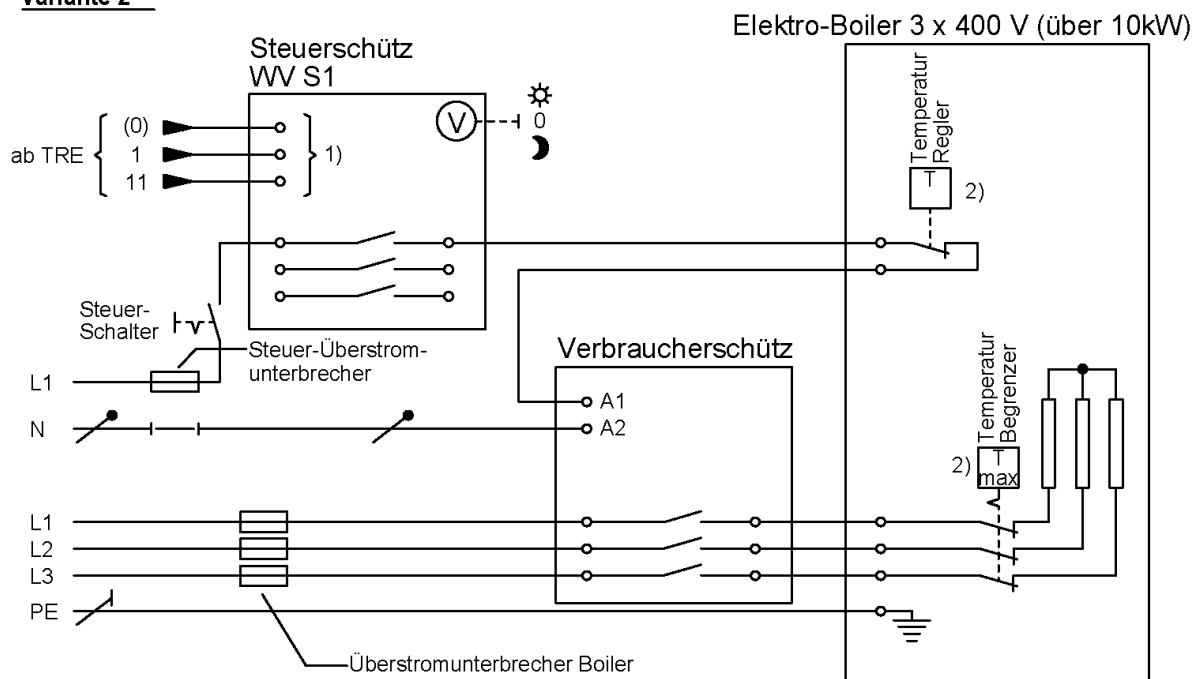 Variante 2
Elektro-Boiler 3 x 400 V (über 10kW)
Steuerschütz
WV S1
V
0
ab TRE
(0)
1
11
1)
Temperatur
Regler
T
2)
Steuer-
Schalter
Steuer-Überstrom-
unterbrecher
Verbraucherschütz
L1
A1
N
A2
Temperatur
Begrenzer
2)
T
max
L1
L2
L3
PE
Überstromunterbrecher Boiler